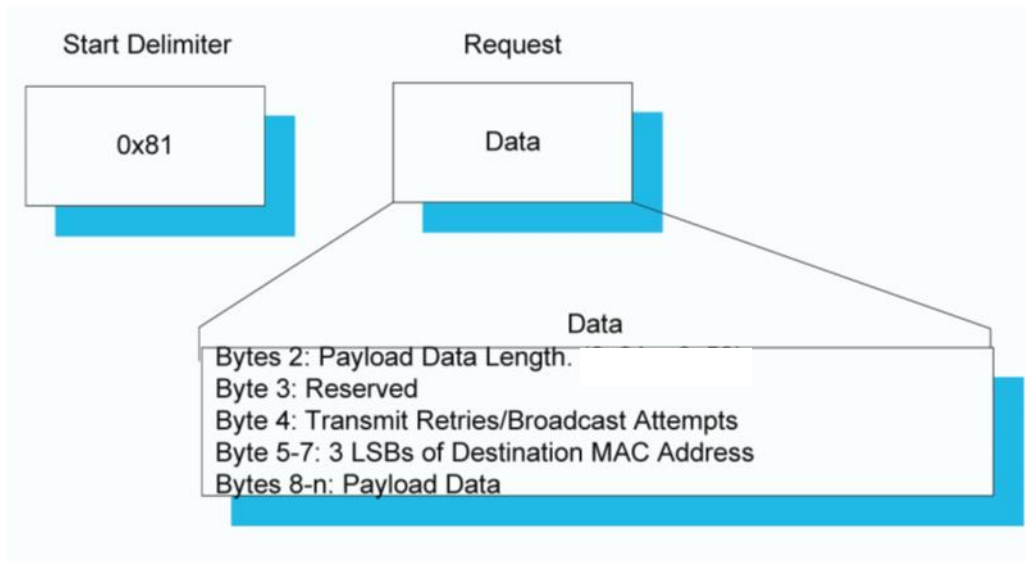 Start Delimiter
Request
0x81
Data
Data
Bytes 2: Payload Data Length.
Byte 3: Reserved
Byte 4: Transmit Retries/Broadcast Attempts
Byte 5-7: 3 LSBs of Destination MAC Address
Bytes 8-n: Payload Data